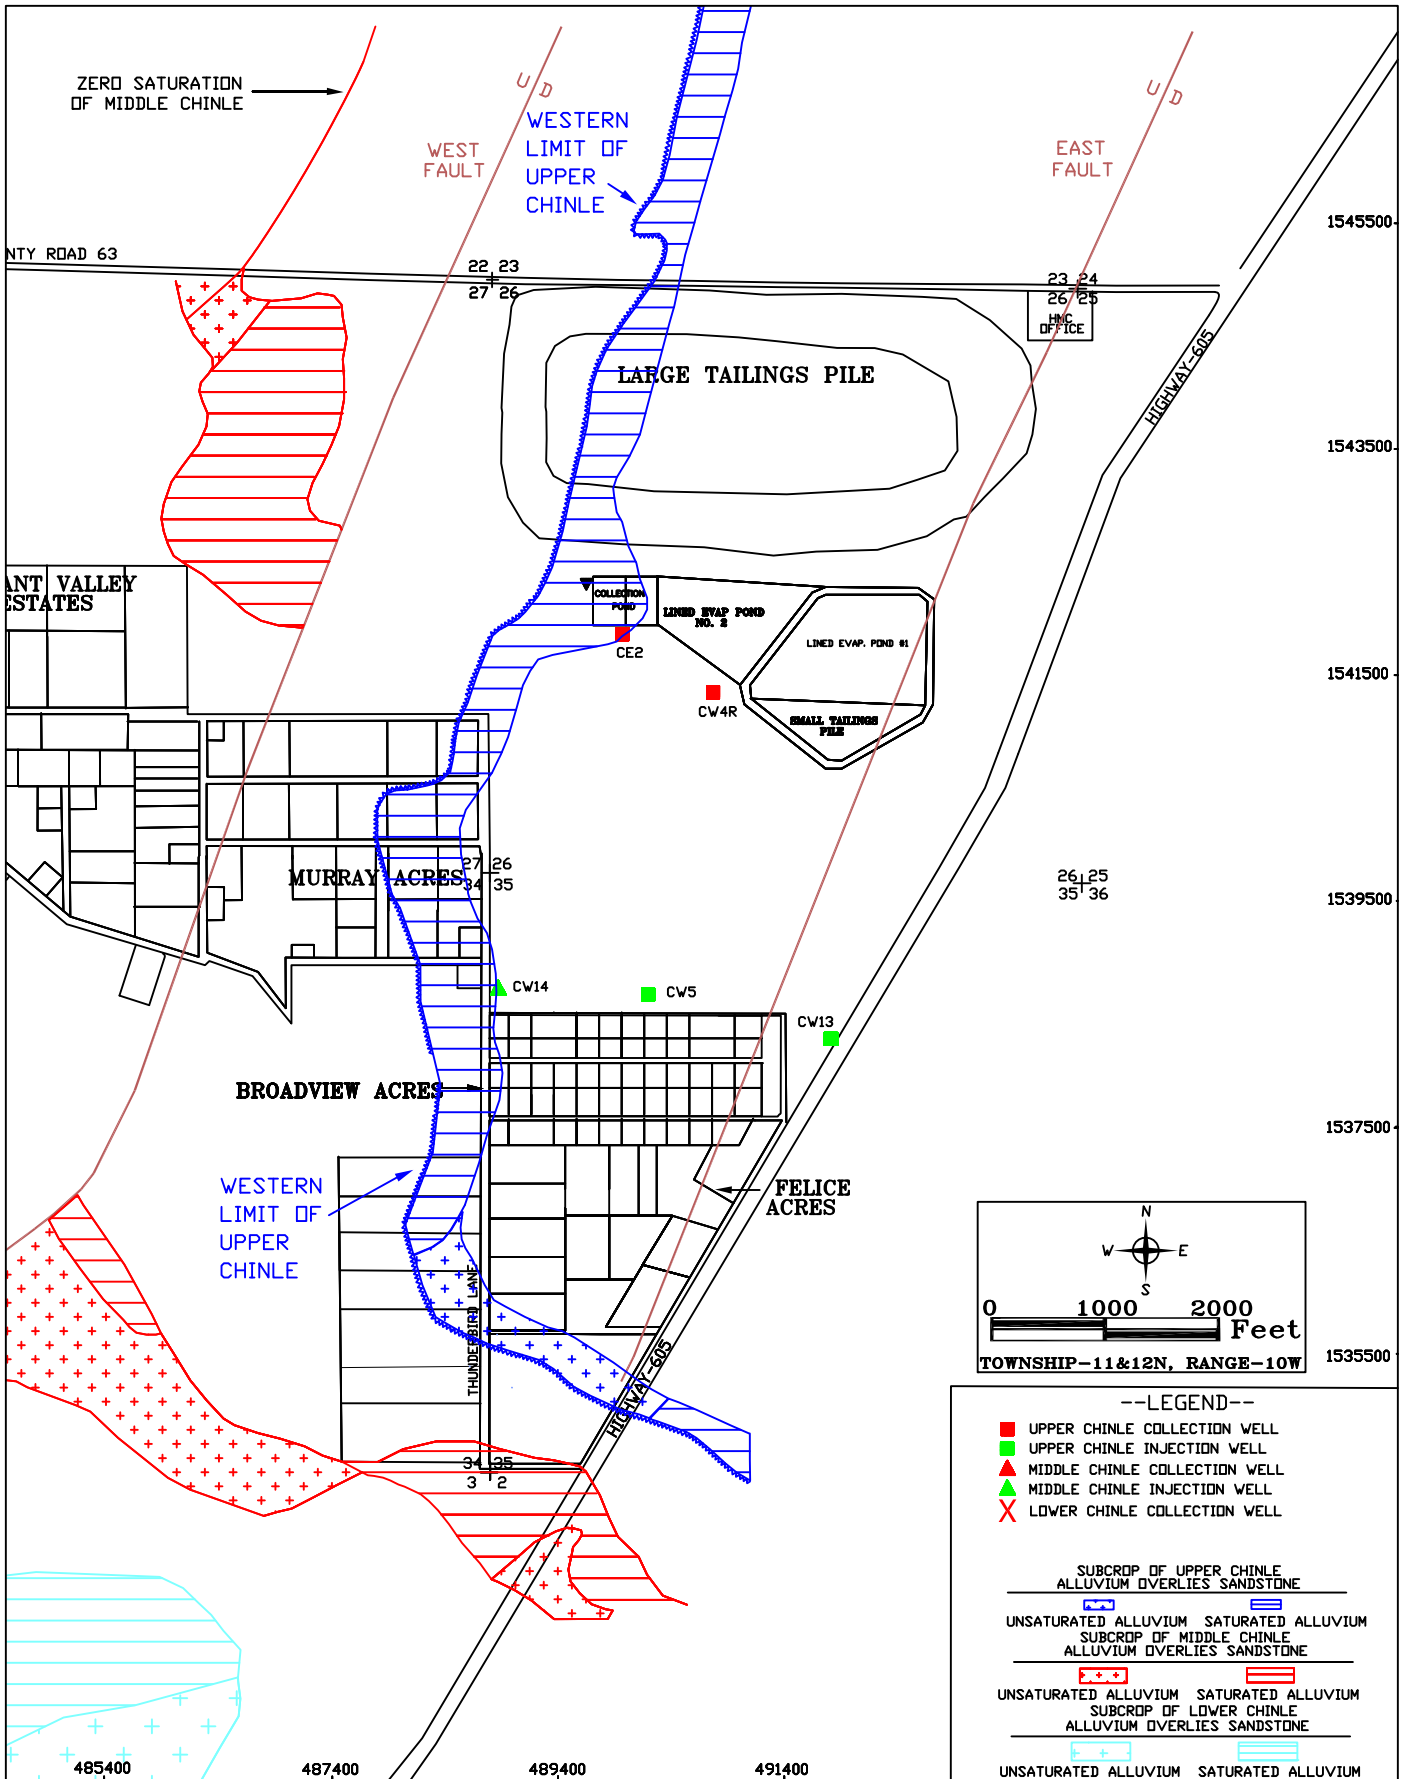 ZERO SATURATION
OF MIDDLE CHINLE
U D
WESTERN
LIMIT OF
UPPER
CHINLE
WEST
FAULT
U D
EAST
FAULT
1545500
NTY ROAD 63
22 23
27 26
23 24
26 25
HMC
OFFICE
HIGHWAY-605
LARGE TAILINGS PILE
1543500
ANT VALLEY
ESTATES
COLLECTION
POND
LINED EVAP POND
NO. 2
LINED EVAP. POND #1
CE2
1541500
CW4R
SMALL TAILINGS
PILE
MURRAY ACRES
27 26
34 35
26 25
35 36
1539500
CW14
CW5
CW13
BROADVIEW ACRES
1537500
WESTERN
LIMIT OF
UPPER
CHINLE
FELICE
ACRES
THUNDERBIRD LANE
HIGHWAY-605
N
W E
S
0 1000 2000
Feet
TOWNSHIP-11&12N, RANGE-10W
1535500
34 35
3 2
--LEGEND--
UPPER CHINLE COLLECTION WELL
UPPER CHINLE INJECTION WELL
MIDDLE CHINLE COLLECTION WELL
MIDDLE CHINLE INJECTION WELL
LOWER CHINLE COLLECTION WELL
SUBCROP OF UPPER CHINLE
ALLUVIUM OVERLIES SANDSTONE
UNSATURATED ALLUVIUM SATURATED ALLUVIUM
SUBCROP OF MIDDLE CHINLE
ALLUVIUM OVERLIES SANDSTONE
UNSATURATED ALLUVIUM SATURATED ALLUVIUM
SUBCROP OF LOWER CHINLE
ALLUVIUM OVERLIES SANDSTONE
UNSATURATED ALLUVIUM SATURATED ALLUVIUM
485400 487400 489400 491400